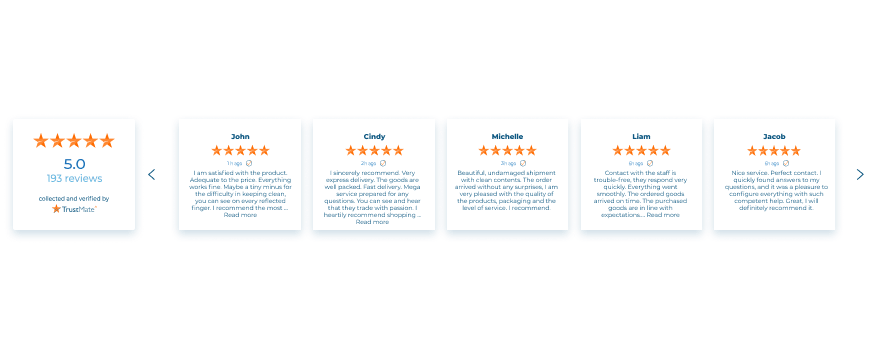 5.0
193 reviews
collected and verified by
TrustMate
John
1h ago
I am satisfied with the product.
Adequate to the price. Everything
works fine. Maybe a tiny minus for
the difficulty in keeping clean,
you can see on every reflected
finger. I recommend the most ...
Read more
Cindy
2h ago
I sincerely recommend. Very
express delivery. The goods are
well packed. Fast delivery. Mega
service prepared for any
questions. You can see and hear
that they trade with passion. I
heartily recommend shopping ...
Read more
Michelle
3h ago
Beautiful, undamaged shipment
with clean contents. The order
arrived without any surprises, I am
very pleased with the quality of
the products, packaging and the
level of service. I recommend.
Liam
6h ago
Contact with the staff is
trouble-free, they respond very
quickly. Everything went
smoothly. The ordered goods
arrived on time. The purchased
goods are in line with
expectations.... Read more
Jacob
6h ago
Nice service. Perfect contact. I
quickly found answers to my
questions, and it was a pleasure to
configure everything with such
competent help. Great, I will
definitely recommend it.